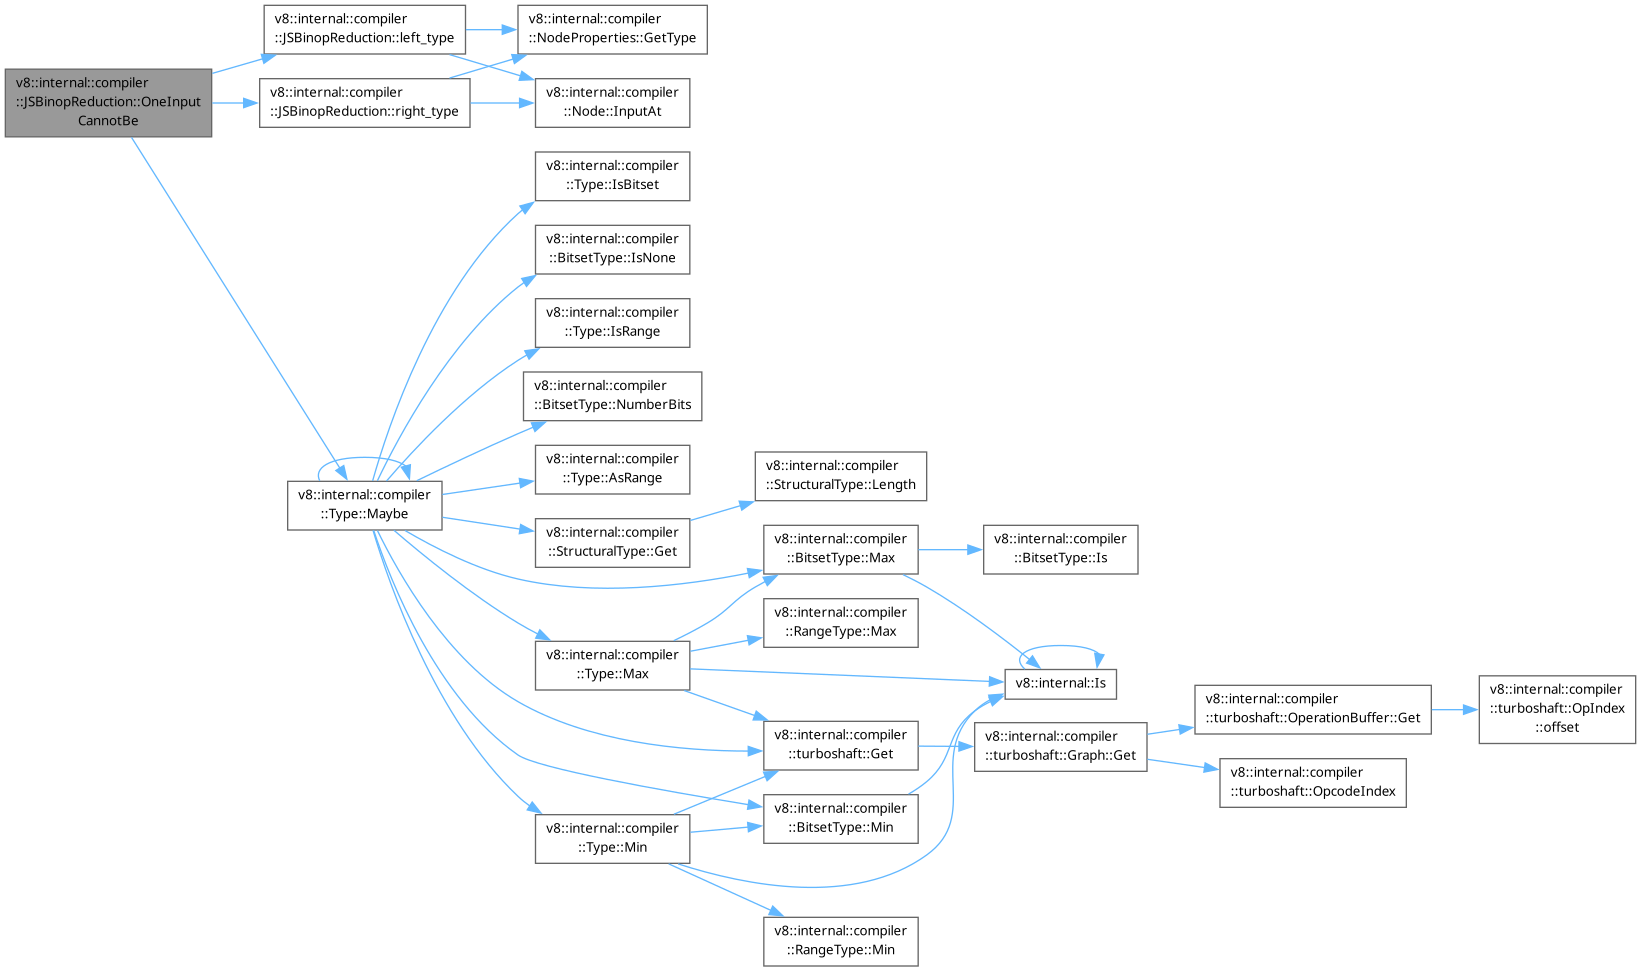 v8::internal::compiler
::JSBinopReduction::OneInput
CannotBe
v8::internal::compiler
::JSBinopReduction::left_type
v8::internal::compiler
::NodeProperties::GetType
v8::internal::compiler
::JSBinopReduction::right_type
v8::internal::compiler
::Node::InputAt
v8::internal::compiler
::Type::Maybe
v8::internal::compiler
::Type::IsBitset
v8::internal::compiler
::BitsetType::IsNone
v8::internal::compiler
::Type::IsRange
v8::internal::compiler
::BitsetType::NumberBits
v8::internal::compiler
::Type::AsRange
v8::internal::compiler
::StructuralType::Get
v8::internal::compiler
::StructuralType::Length
v8::internal::compiler
::BitsetType::Max
v8::internal::compiler
::BitsetType::Is
v8::internal::compiler
::RangeType::Max
v8::internal::compiler
::Type::Max
v8::internal::Is
v8::internal::compiler
::turboshaft::Get
v8::internal::compiler
::turboshaft::Graph::Get
v8::internal::compiler
::turboshaft::OperationBuffer::Get
v8::internal::compiler
::turboshaft::OpIndex
::offset
v8::internal::compiler
::turboshaft::OpcodeIndex
v8::internal::compiler
::BitsetType::Min
v8::internal::compiler
::Type::Min
v8::internal::compiler
::RangeType::Min